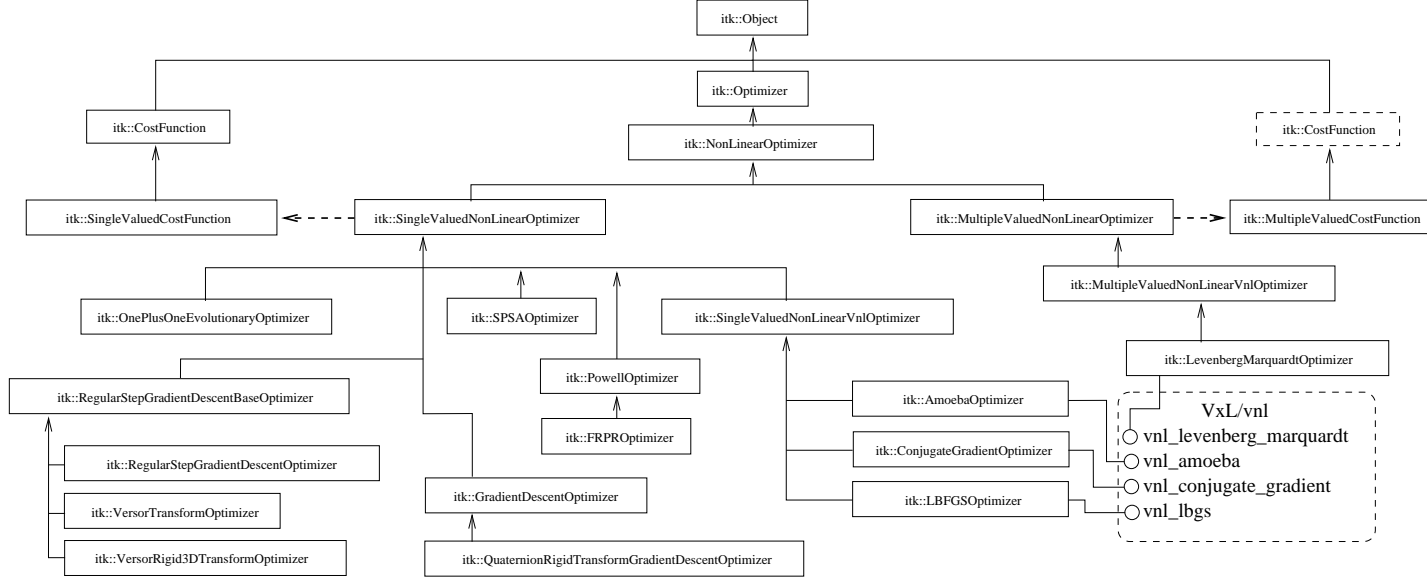 itk::Object
itk::Optimizer
itk::CostFunction
itk::NonLinearOptimizer
itk::CostFunction
itk::SingleValuedCostFunction
itk::SingleValuedNonLinearOptimizer
itk::MultipleValuedNonLinearOptimizer
itk::MultipleValuedCostFunction
itk::MultipleValuedNonLinearVnlOptimizer
itk::OnePlusOneEvolutionaryOptimizer
itk::SPSAOptimizer
itk::SingleValuedNonLinearVnlOptimizer
itk::LevenbergMarquardtOptimizer
itk::RegularStepGradientDescentBaseOptimizer
itk::PowellOptimizer
itk::AmoebaOptimizer
VxL/vnl
itk::FRPROptimizer
vnl_levenberg_marquardt
itk::ConjugateGradientOptimizer
itk::RegularStepGradientDescentOptimizer
vnl_amoeba
vnl_conjugate_gradient
itk::GradientDescentOptimizer
itk::LBFGSOptimizer
vnl_lbgs
itk::VersorTransformOptimizer
itk::VersorRigid3DTransformOptimizer
itk::QuaternionRigidTransformGradientDescentOptimizer